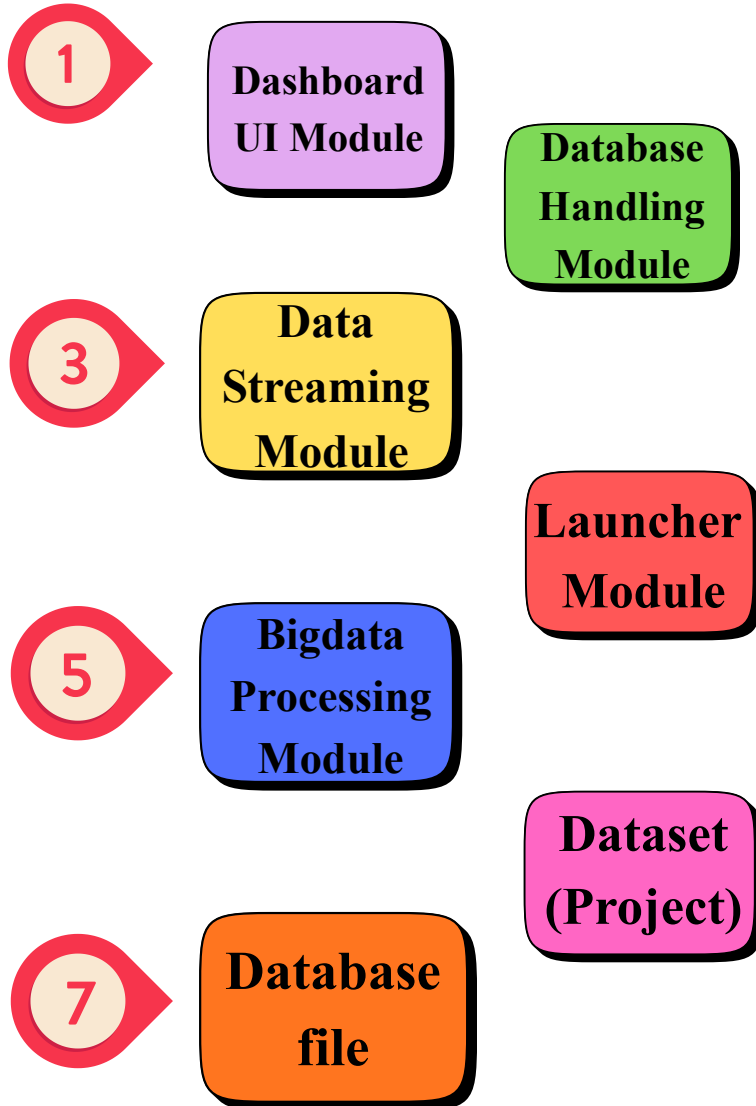 1
Dashboard
UI Module
Database
Handling
Module
3
Data
Streaming
Module
Launcher
Module
5
Bigdata
Processing
Module
Dataset
(Project)
7
Database
file